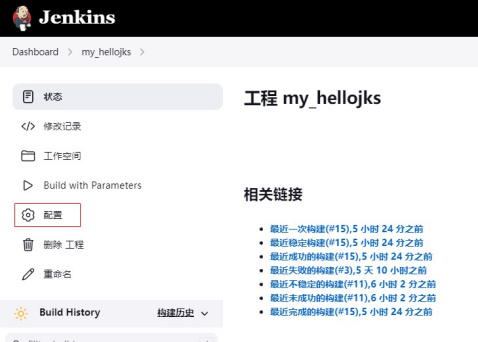 Jenkins
Dashboard > my_hellojks >
状态
修改记录
工作空间
Build with Parameters
配置
删除 工程
重命名
Build History 构建历史
工程 my_hellojks
相关链接
最近一次构建(#15),5 小时 24 分之前
最近稳定构建(#15),5 小时 24 分之前
最近成功的构建(#15),5 小时 24 分之前
最近失败的构建(#3),5 天 10 小时之前
最近不稳定的构建(#11),6 小时 2 分之前
最近未成功的构建(#11),6 小时 2 分之前
最近完成的构建(#15),5 小时 24 分之前